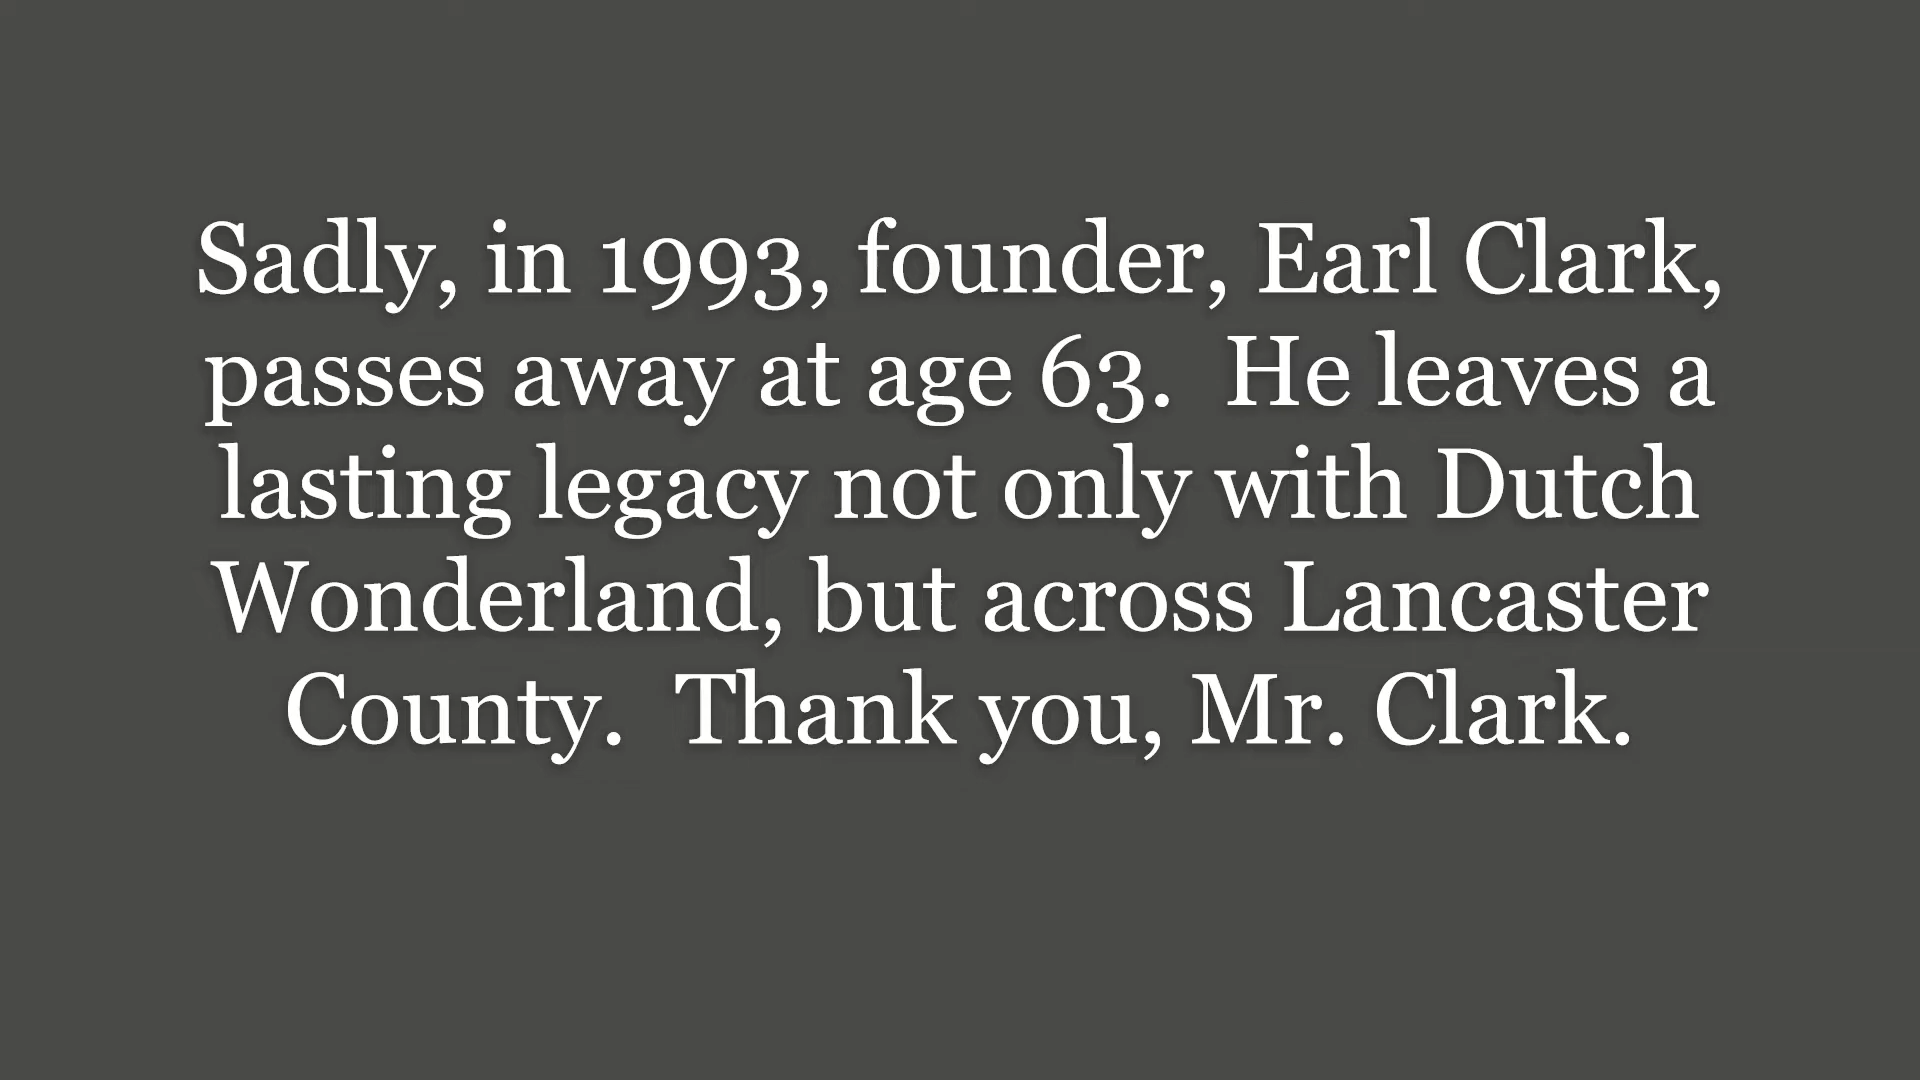 Sadly, in 1993, founder, Earl Clark,
passes away at age 63.  He leaves a
lasting legacy not only with Dutch
Wonderland, but across Lancaster
County.  Thank you, Mr. Clark.